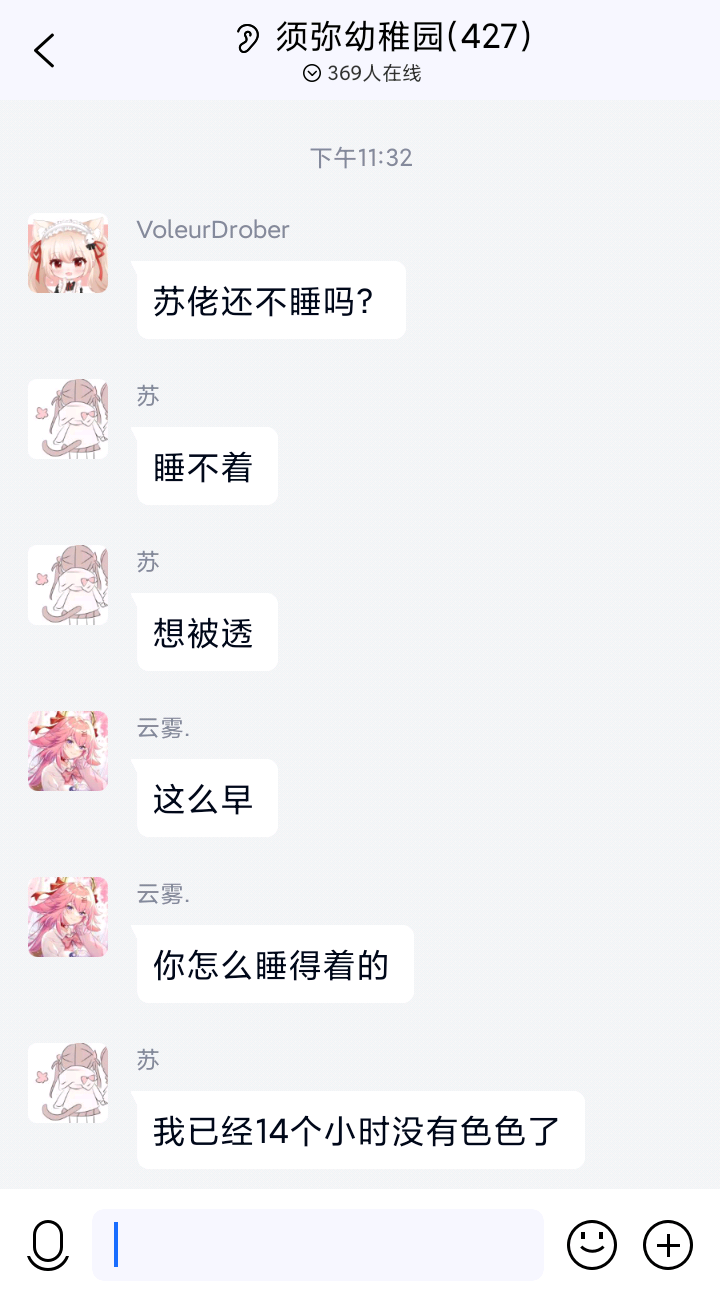 须弥幼稚园(427)
369人在线
下午11:32
VoleurDrober
苏佬还不睡吗?
苏
睡不着
苏
想被透
云雾.
这么早
云雾.
你怎么睡得着的
苏
我已经14个小时没有色色了